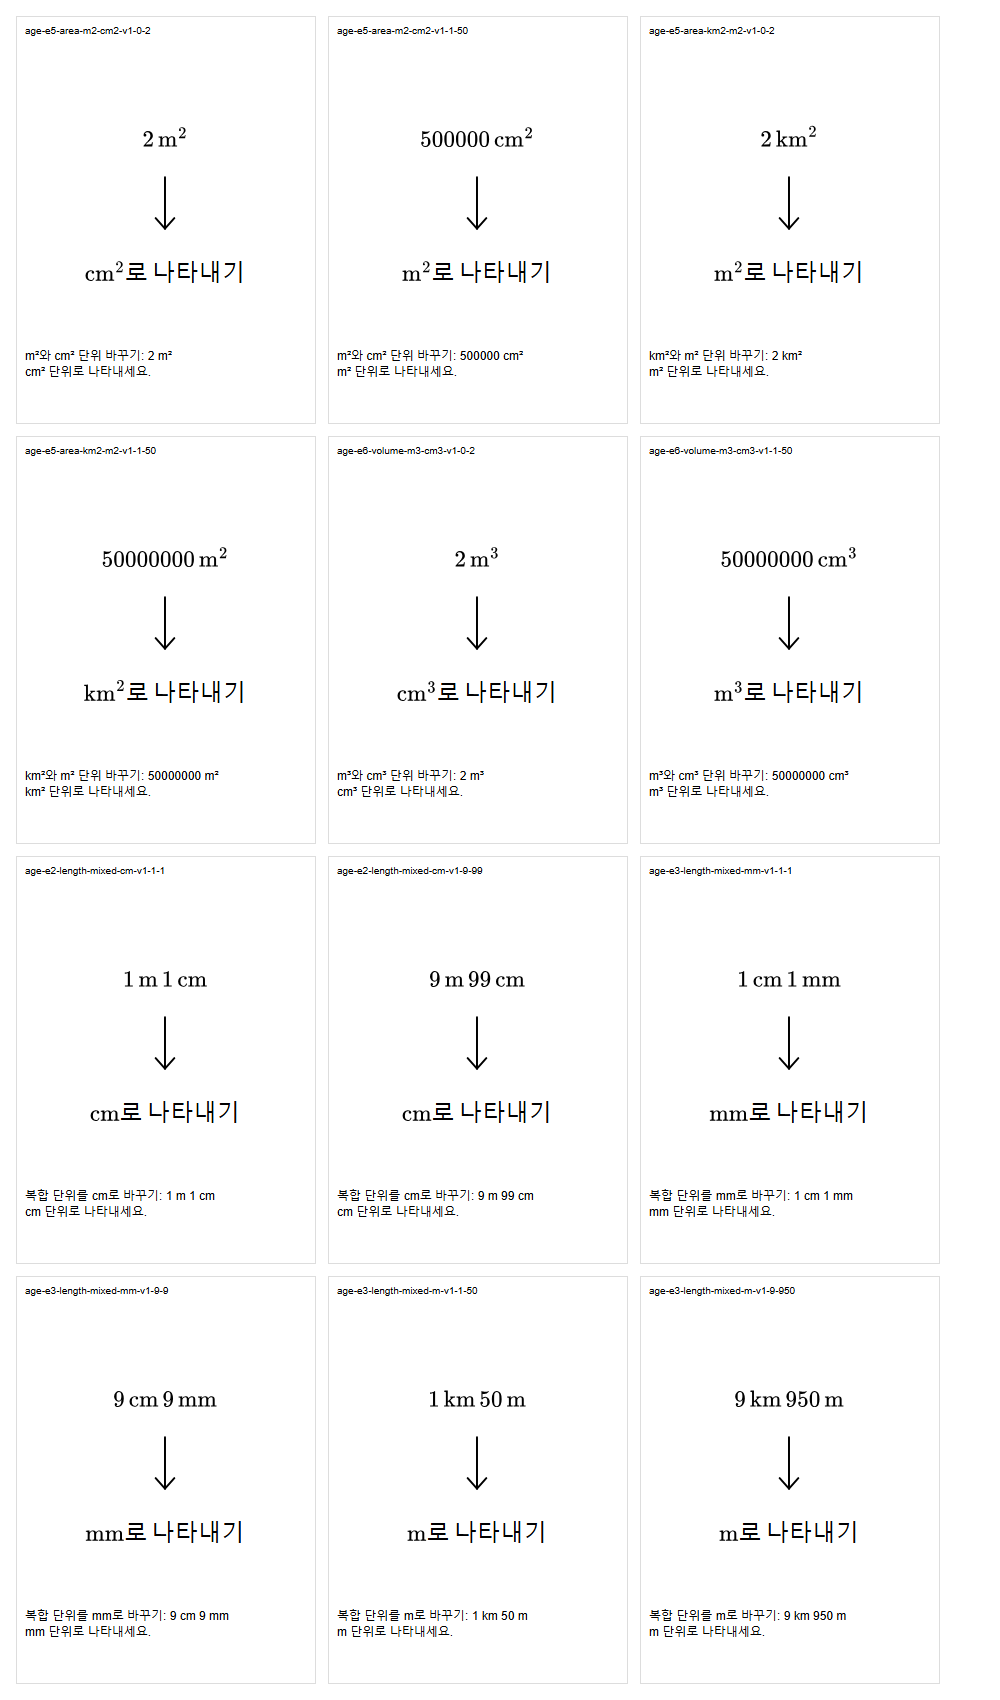 age-e5-area-m2-cm2-v1-0-2
2 m²
cm²로 나타내기
m²와 cm² 단위 바꾸기: 2 m²
cm² 단위로 나타내세요.
age-e5-area-m2-cm2-v1-1-50
500000 cm²
m²로 나타내기
m²와 cm² 단위 바꾸기: 500000 cm²
m² 단위로 나타내세요.
age-e5-area-km2-m2-v1-0-2
2 km²
m²로 나타내기
km²와 m² 단위 바꾸기: 2 km²
m² 단위로 나타내세요.
age-e5-area-km2-m2-v1-1-50
50000000 m²
km²로 나타내기
km²와 m² 단위 바꾸기: 50000000 m²
km² 단위로 나타내세요.
age-e6-volume-m3-cm3-v1-0-2
2 m³
cm³로 나타내기
m³와 cm³ 단위 바꾸기: 2 m³
cm³ 단위로 나타내세요.
age-e6-volume-m3-cm3-v1-1-50
50000000 cm³
m³로 나타내기
m³와 cm³ 단위 바꾸기: 50000000 cm³
m³ 단위로 나타내세요.
age-e2-length-mixed-cm-v1-1-1
1 m 1 cm
cm로 나타내기
복합 단위를 cm로 바꾸기: 1 m 1 cm
cm 단위로 나타내세요.
age-e2-length-mixed-cm-v1-9-99
9 m 99 cm
cm로 나타내기
복합 단위를 cm로 바꾸기: 9 m 99 cm
cm 단위로 나타내세요.
age-e3-length-mixed-mm-v1-1-1
1 cm 1 mm
mm로 나타내기
복합 단위를 mm로 바꾸기: 1 cm 1 mm
mm 단위로 나타내세요.
age-e3-length-mixed-mm-v1-9-9
9 cm 9 mm
mm로 나타내기
복합 단위를 mm로 바꾸기: 9 cm 9 mm
mm 단위로 나타내세요.
age-e3-length-mixed-m-v1-1-50
1 km 50 m
m로 나타내기
복합 단위를 m로 바꾸기: 1 km 50 m
m 단위로 나타내세요.
age-e3-length-mixed-m-v1-9-950
9 km 950 m
m로 나타내기
복합 단위를 m로 바꾸기: 9 km 950 m
m 단위로 나타내세요.